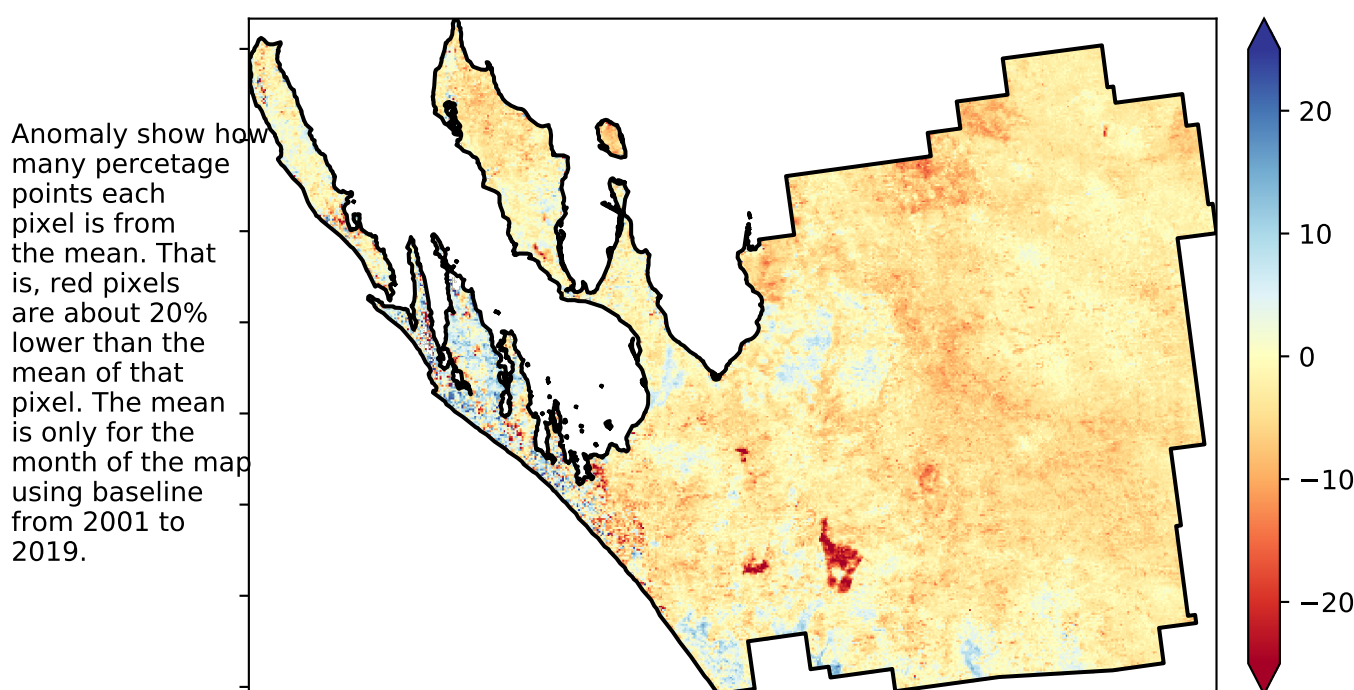 Anomaly show how
many percetage
points each
pixel is from
the mean. That
is, red pixels
are about 20%
lower than the
mean of that
pixel. The mean
is only for the
month of the map
using baseline
from 2001 to
2019.
20
10
0
−10
−20